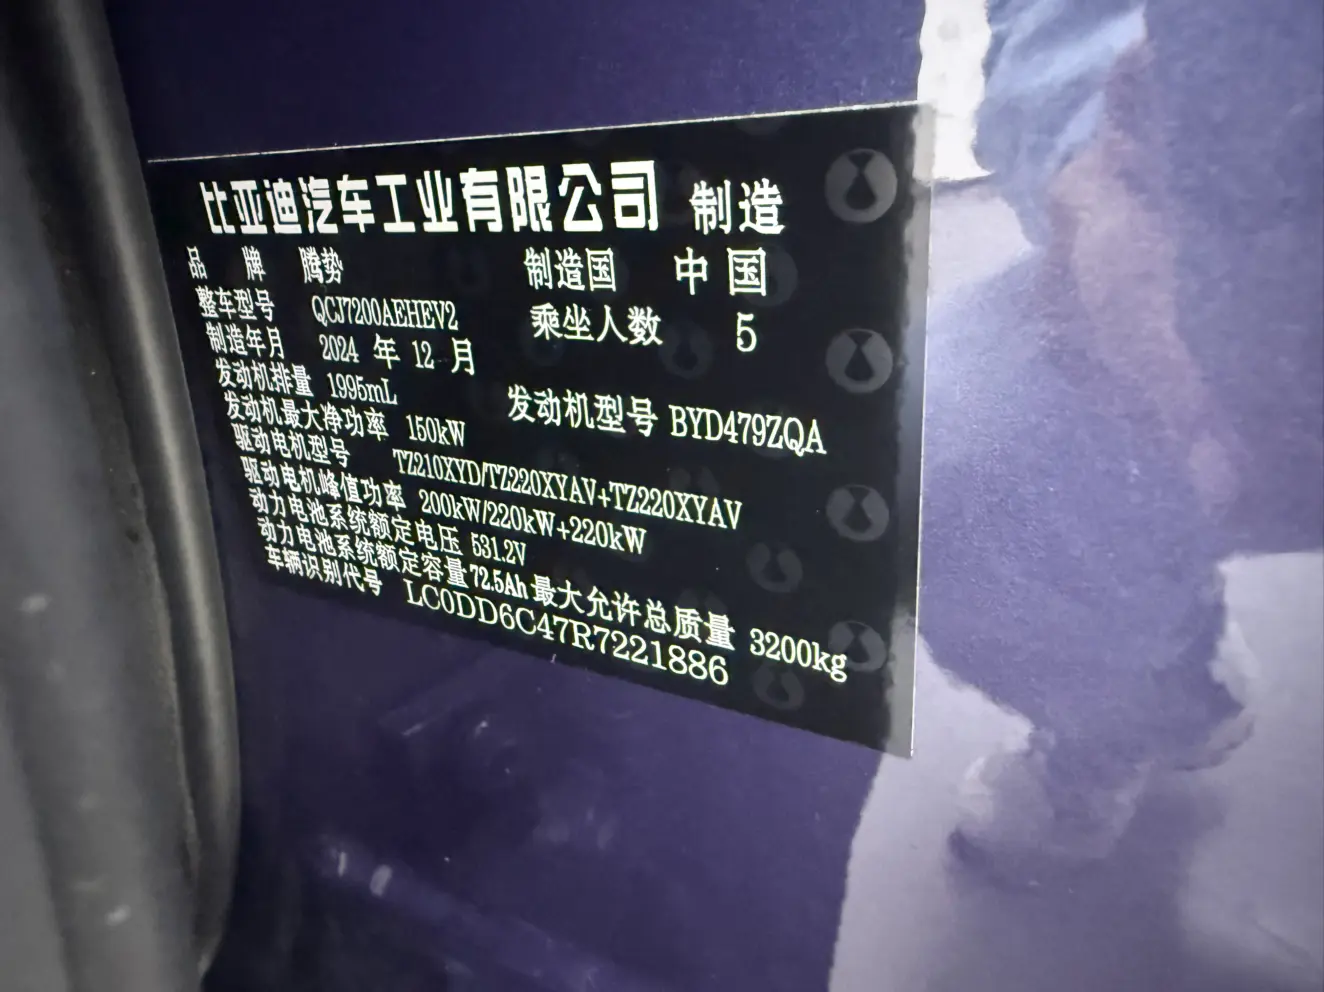 比亚迪汽车工业有限公司 制造
品 牌 腾势 制造国 中国
整车型号 QCJ7200AEHEV2 乘坐人数 5
制造年月 2024 年 12 月
发动机排量 1995mL 发动机型号 BYD479ZQA
发动机最大净功率 150kW
驱动电机型号 TZ210XYD/TZ220XYAV+TZ220XYAV
驱动电机峰值功率 200kW/220kW+220kW
动力电池系统额定电压 531.2V
动力电池系统额定容量 72.5Ah 最大允许总质量 3200kg
车辆识别代号 LC0DD6C47R7221886